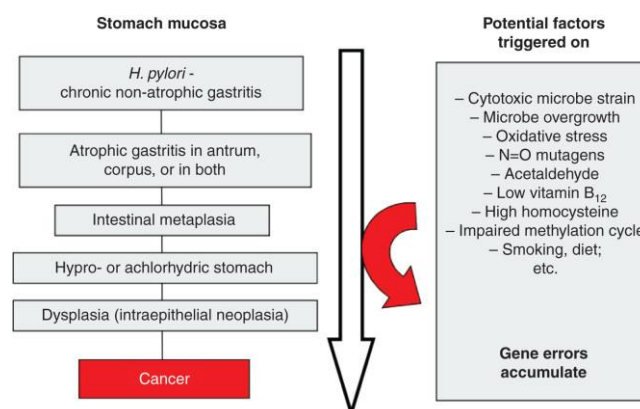 Stomach mucosa
H. pylori -
chronic non-atrophic gastritis
Atrophic gastritis in antrum,
corpus, or in both
Intestinal metaplasia
Hypro- or achlorhydric stomach
Dysplasia (intraepithelial neoplasia)
Cancer
Potential factors
triggered on
– Cytotoxic microbe strain
– Microbe overgrowth
– Oxidative stress
– N=O mutagens
– Acetaldehyde
– Low vitamin B₁₂
– High homocysteine
– Impaired methylation cycle
– Smoking, diet;
etc.
Gene errors
accumulate